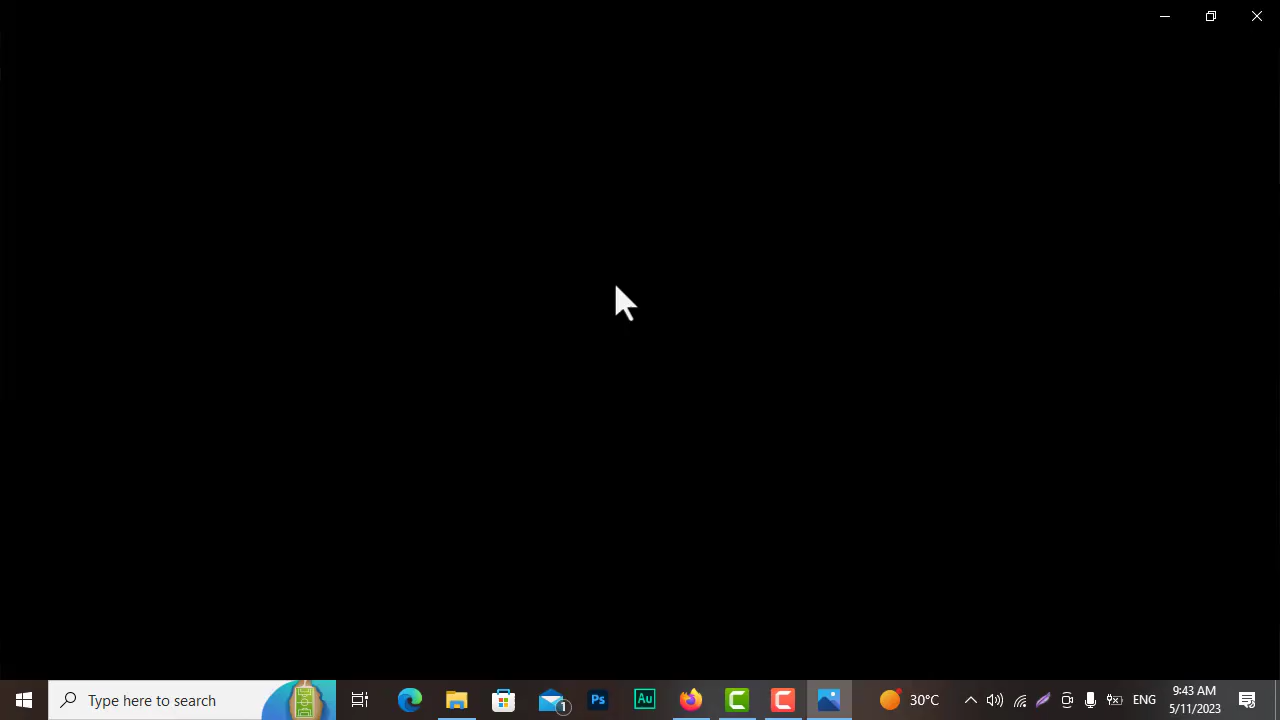 Type here to search
Ps
Au
1
30°C
ENG
9:43 AM
5/11/2023